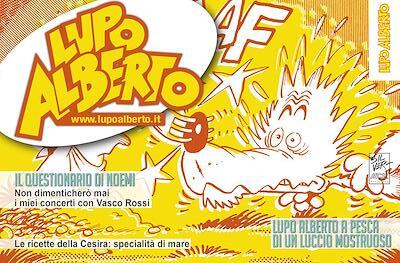 LUPO
ALBERTO
www.lupoalberto.it
AF
LUPO ALBERTO
IL QUESTIONARIO DI NOEMI
Non dimenticherò mai
i miei concerti con Vasco Rossi
Le ricette della Cesira: specialità di mare
SILVER
LUPO ALBERTO A PESCA
DI UN LUCCIO MOSTRUOSO